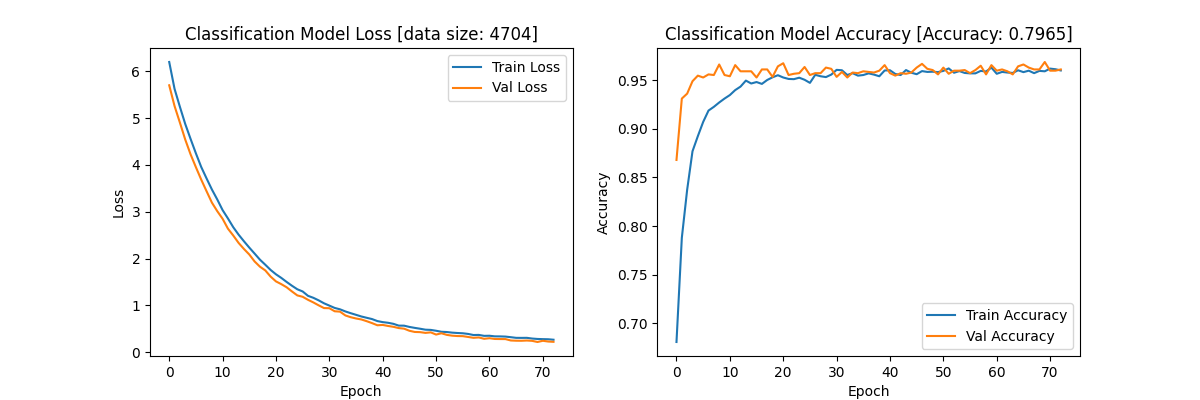 Classification Model Loss [data size: 4704]
Loss
6
5
4
3
2
1
0
Train Loss
Val Loss
0 10 20 30 40 50 60 70
Epoch
Classification Model Accuracy [Accuracy: 0.7965]
Accuracy
0.95
0.90
0.85
0.80
0.75
0.70
Train Accuracy
Val Accuracy
0 10 20 30 40 50 60 70
Epoch